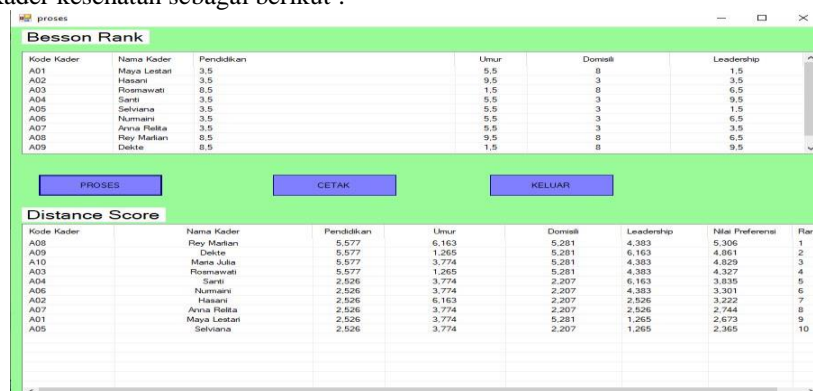 kader kesehatan sebagai berikut :
proses
Besson Rank
Kode Kader Nama Kader Pendidikan Umur Domisili Leadership
A01 Maya Lestari 3,5 5,5 8 1,5
A02 Hasani 3,5 9,5 3 3,5
A03 Rosmawati 8,5 1,5 8 6,5
A04 Santi 3,5 5,5 3 9,5
A05 Selviana 3,5 5,5 3 1,5
A06 Nurmaini 3,5 5,5 3 6,5
A07 Anna Relita 3,5 5,5 3 3,5
A08 Rey Marlian 8,5 9,5 8 6,5
A09 Dekte 8,5 1,5 8 9,5
PROSES CETAK KELUAR
Distance Score
Kode Kader Nama Kader Pendidikan Umur Domisili Leadership Nilai Preferensi Rar
A08 Rey Marlian 5,577 6,163 5,281 4,383 5,306 1
A09 Dekte 5,577 1,265 5,281 6,163 4,861 2
A10 Maria Julia 5,577 3,774 5,281 4,383 4,829 3
A03 Rosmawati 5,577 1,265 5,281 4,383 4,327 4
A04 Santi 2,526 3,774 2,207 6,163 3,835 5
A06 Nurmaini 2,526 3,774 2,207 4,383 3,301 6
A02 Hasani 2,526 6,163 2,207 2,526 3,222 7
A07 Anna Relita 2,526 3,774 2,207 2,526 2,744 8
A01 Maya Lestari 2,526 3,774 5,281 1,265 2,673 9
A05 Selviana 2,526 3,774 2,207 1,265 2,365 10